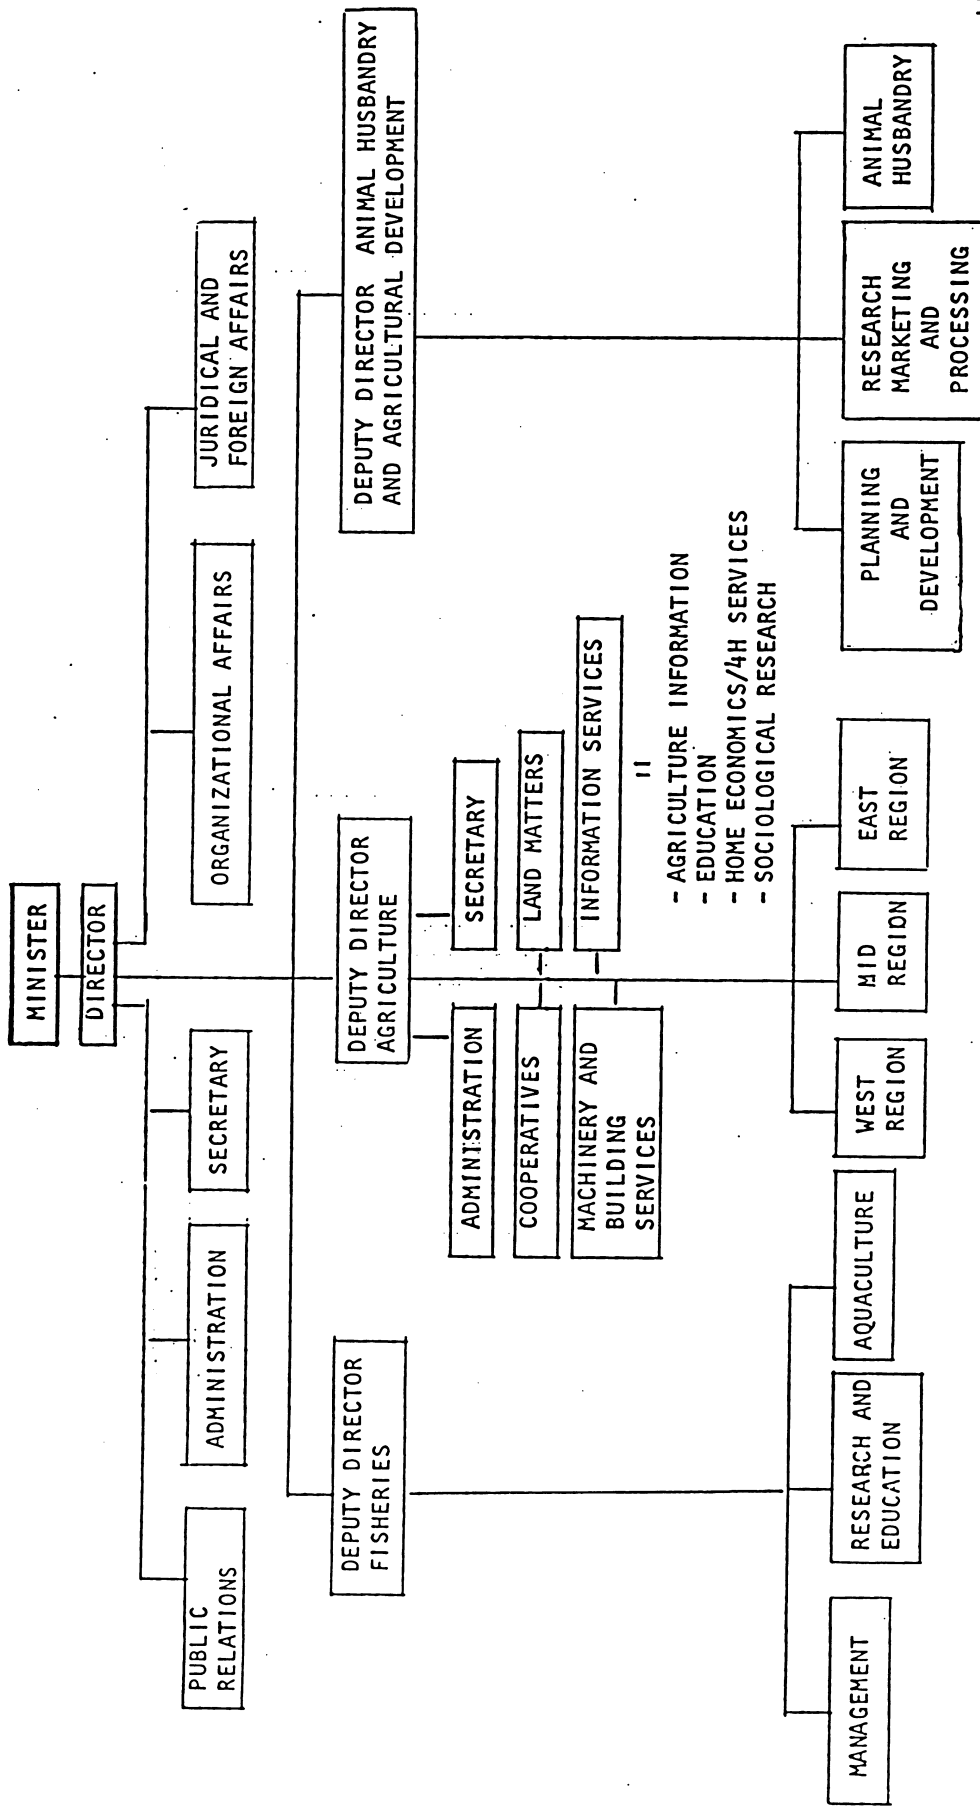 MINISTER
DIRECTOR
PUBLIC
RELATIONS
ADMINISTRATION
SECRETARY
ORGANIZATIONAL AFFAIRS
JURIDICAL AND
FOREIGN AFFAIRS
DEPUTY DIRECTOR
FISHERIES
DEPUTY DIRECTOR
AGRICULTURE
DEPUTY DIRECTOR ANIMAL HUSBANDRY
AND AGRICULTURAL DEVELOPMENT
ADMINISTRATION
SECRETARY
COOPERATIVES
LAND MATTERS
MACHINERY AND
BUILDING
SERVICES
INFORMATION SERVICES
- AGRICULTURE INFORMATION
- EDUCATION
- HOME ECONOMICS/4H SERVICES
- SOCIOLOGICAL RESEARCH
MANAGEMENT
RESEARCH AND
EDUCATION
AQUACULTURE
WEST
REGION
MID
REGION
EAST
REGION
PLANNING
AND
DEVELOPMENT
RESEARCH
MARKETING
AND
PROCESSING
ANIMAL
HUSBANDRY